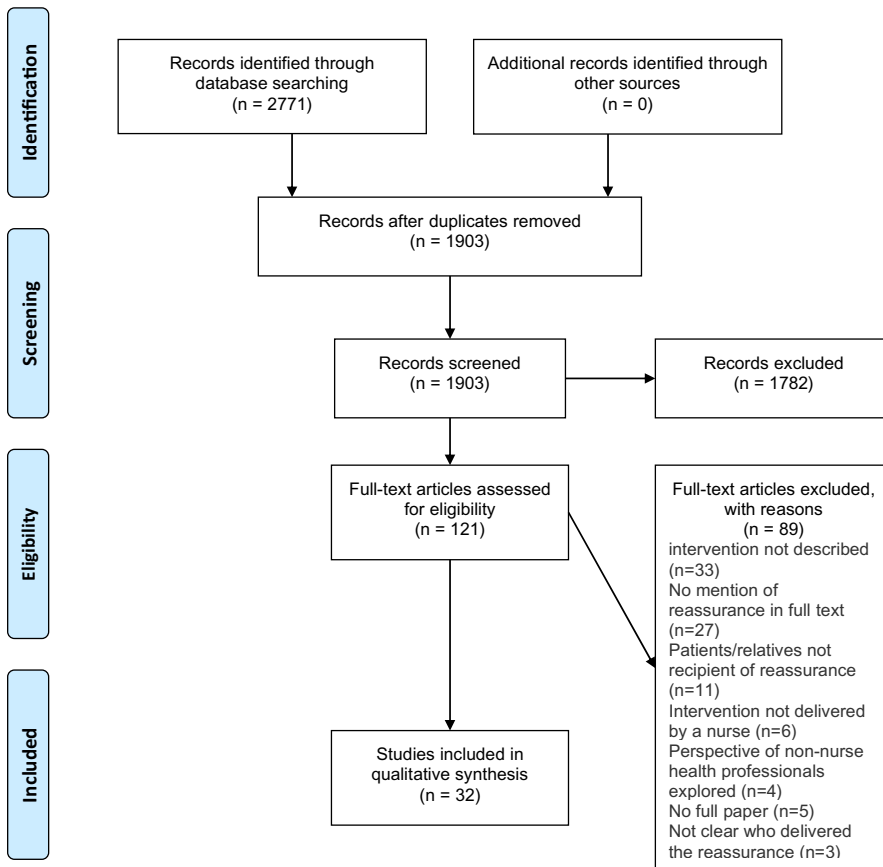 Identification
Records identified through
database searching
(n = 2771)
Additional records identified through
other sources
(n = 0)
Records after duplicates removed
(n = 1903)
Screening
Records screened
(n = 1903)
Records excluded
(n = 1782)
Eligibility
Full-text articles assessed
for eligibility
(n = 121)
Full-text articles excluded,
with reasons
(n = 89)
intervention not described
(n=33)
No mention of
reassurance in full text
(n=27)
Patients/relatives not
recipient of reassurance
(n=11)
Intervention not delivered
by a nurse (n=6)
Perspective of non-nurse
health professionals
explored (n=4)
No full paper (n=5)
Not clear who delivered
the reassurance (n=3)
Included
Studies included in
qualitative synthesis
(n = 32)